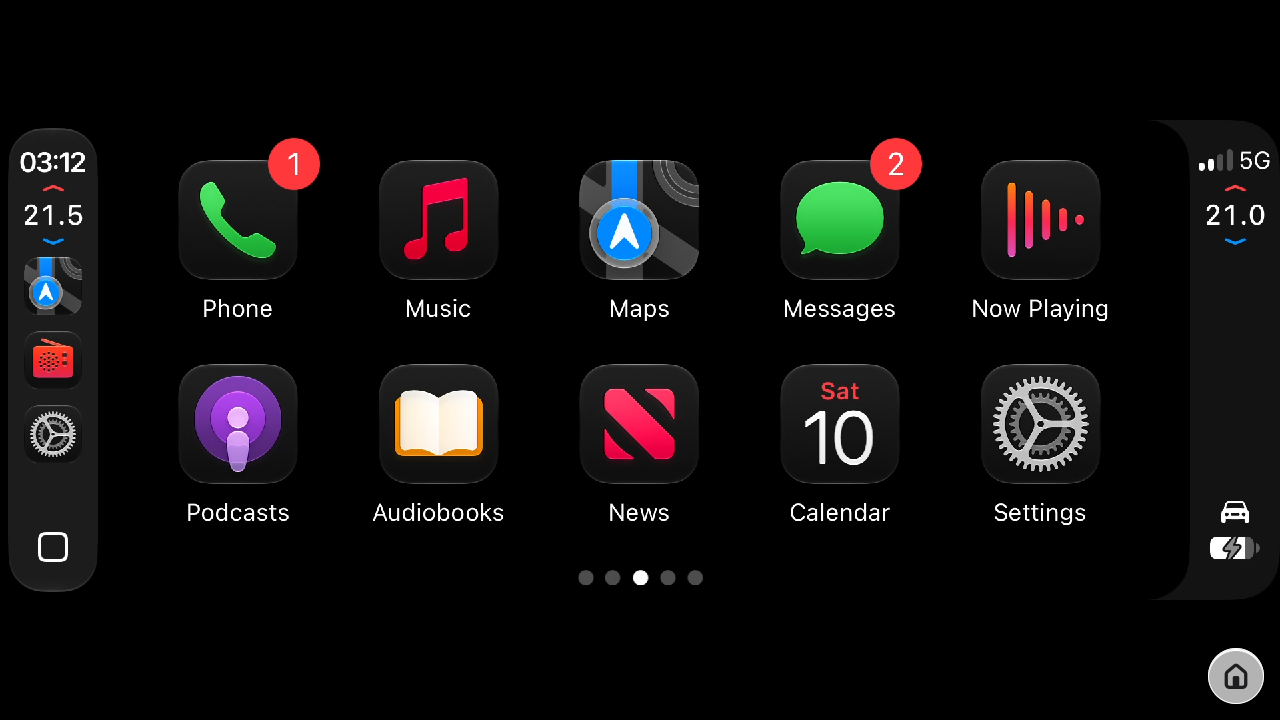 03:12
21.5
1
Phone
Music
Maps
2
Messages
Now Playing
Podcasts
Audiobooks
News
Sat
10
Calendar
Settings
5G
21.0